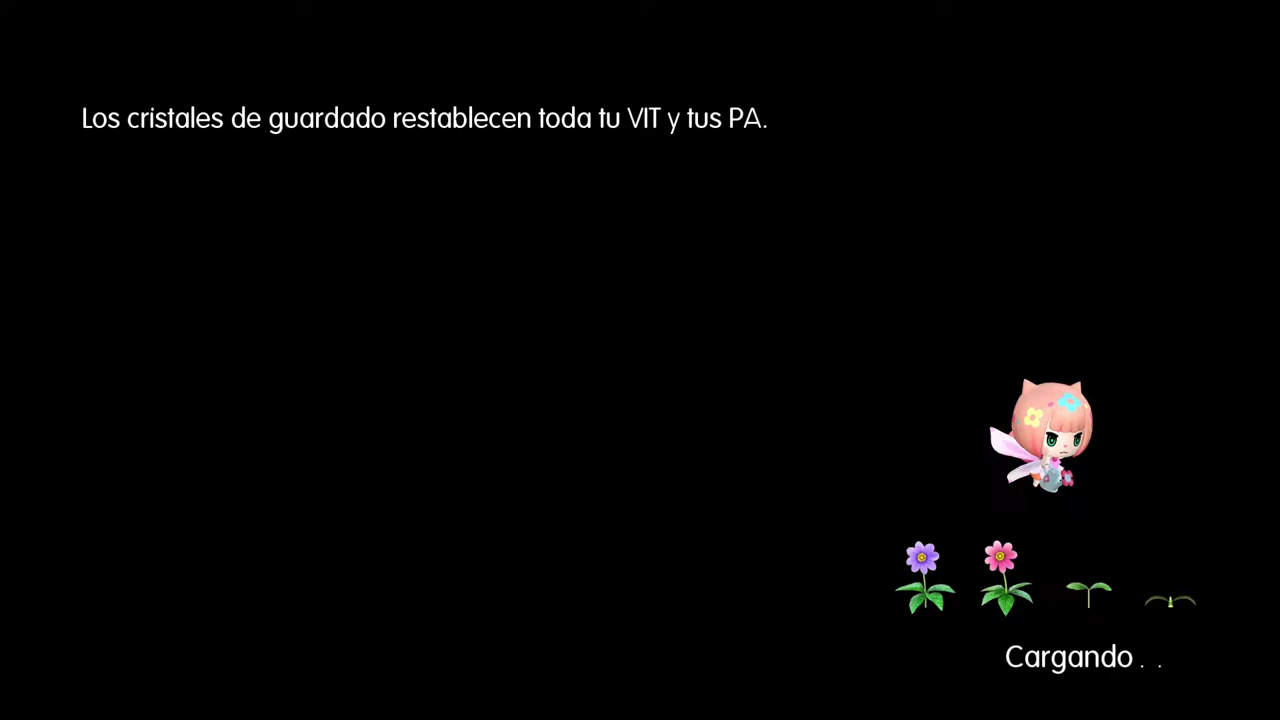 Los cristales de guardado restablecen toda tu VIT y tus PA.
Cargando . .